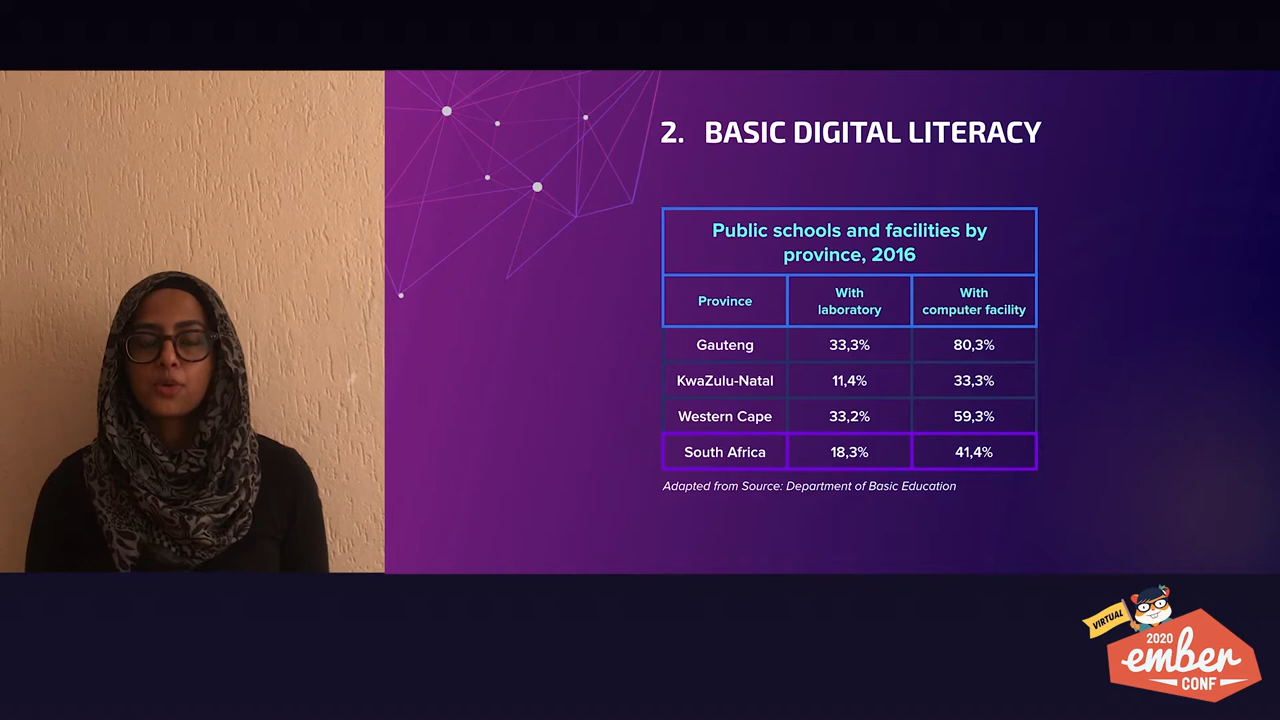 2. BASIC DIGITAL LITERACY
Public schools and facilities by
province, 2016
Province
With
laboratory
With
computer facility
Gauteng 33,3% 80,3%
KwaZulu-Natal 11,4% 33,3%
Western Cape 33,2% 59,3%
South Africa 18,3% 41,4%
Adapted from Source: Department of Basic Education
VIRTUAL
2020
ember
CONF